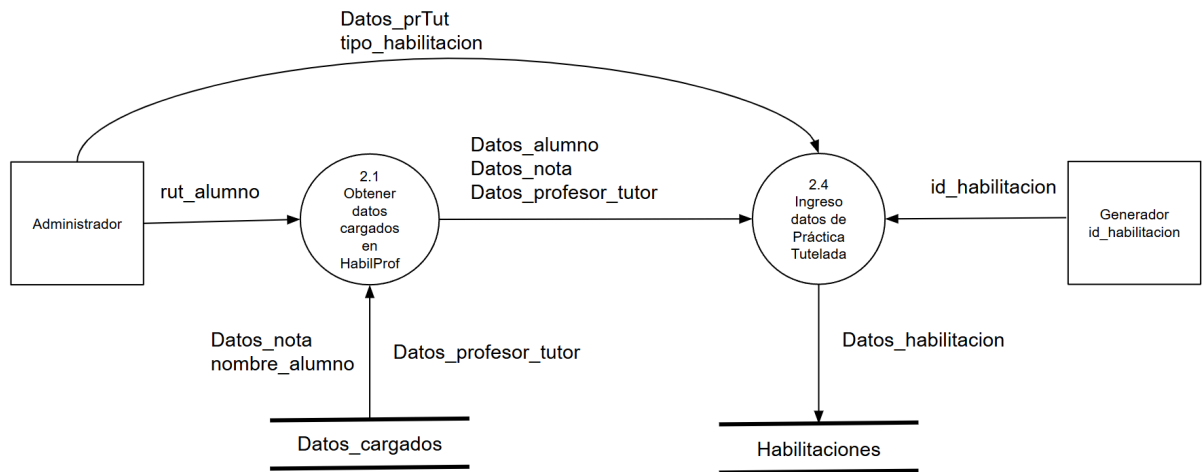 Datos_prTut
tipo_habilitacion
Administrador
rut_alumno
2.1
Obtener
datos
cargados
en
HabilProf
Datos_alumno
Datos_nota
Datos_profesor_tutor
2.4
Ingreso
datos de
Práctica
Tutelada
id_habilitacion
Generador
id_habilitacion
Datos_nota
nombre_alumno
Datos_profesor_tutor
Datos_habilitacion
Datos_cargados
Habilitaciones